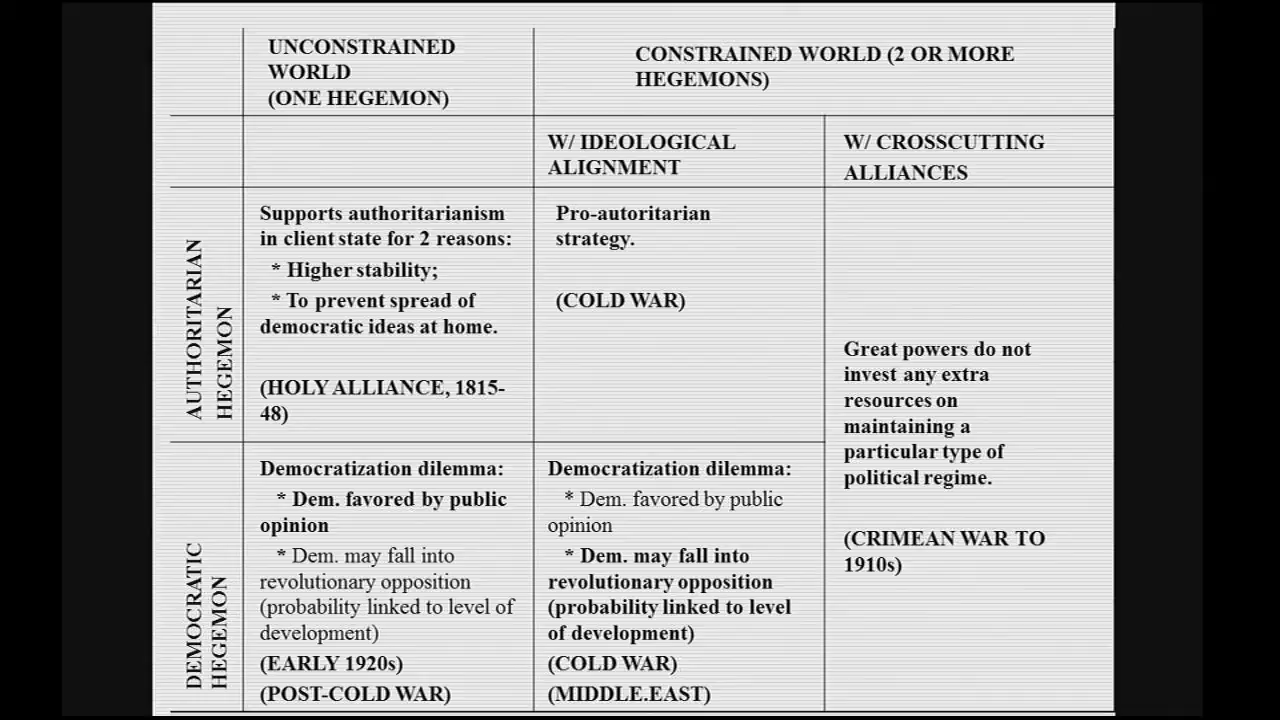 UNCONSTRAINED
WORLD
(ONE HEGEMON)
CONSTRAINED WORLD (2 OR MORE
HEGEMONS)
W/ IDEOLOGICAL
ALIGNMENT
W/ CROSSCUTTING
ALLIANCES
AUTHORITARIAN
HEGEMON
Supports authoritarianism
in client state for 2 reasons:
* Higher stability;
* To prevent spread of
democratic ideas at home.
(HOLY ALLIANCE, 1815-
48)
Pro-autoritarian
strategy.
(COLD WAR)
Great powers do not
invest any extra
resources on
maintaining a
particular type of
political regime.
(CRIMEAN WAR TO
1910s)
DEMOCRATIC
HEGEMON
Democratization dilemma:
* Dem. favored by public
opinion
* Dem. may fall into
revolutionary opposition
(probability linked to level of
development)
(EARLY 1920s)
(POST-COLD WAR)
Democratization dilemma:
* Dem. favored by public
opinion
* Dem. may fall into
revolutionary opposition
(probability linked to level
of development)
(COLD WAR)
(MIDDLE.EAST)